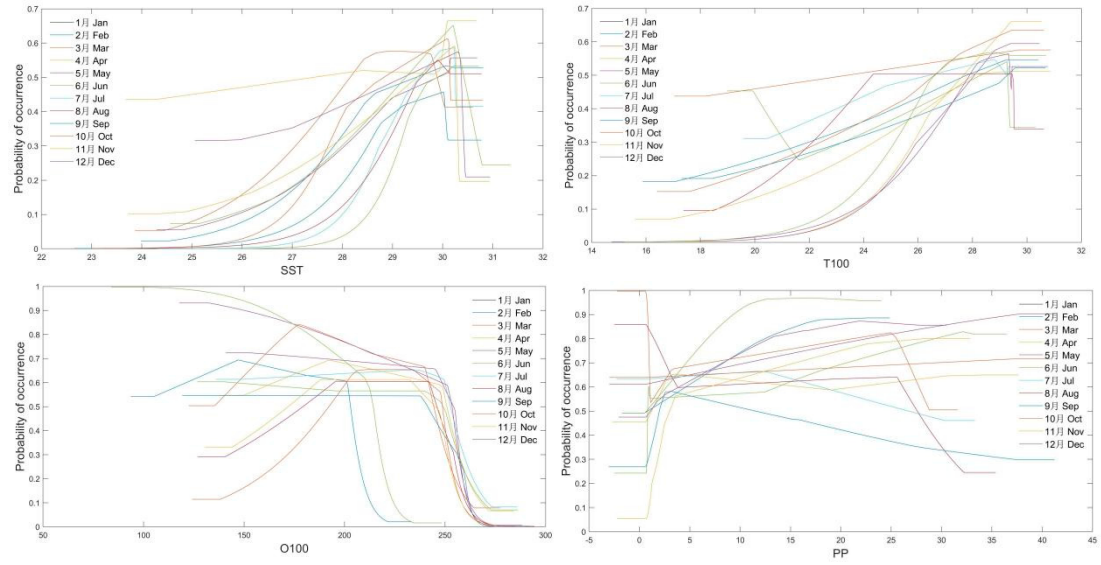 Probability of occurrence
0.7
0.6
0.5
0.4
0.3
0.2
0.1
0
1月 Jan
2月 Feb
3月 Mar
4月 Apr
5月 May
6月 Jun
7月 Jul
8月 Aug
9月 Sep
10月 Oct
11月 Nov
12月 Dec
22 23 24 25 26 27 28 29 30 31 32
SST
Probability of occurrence
0.7
0.6
0.5
0.4
0.3
0.2
0.1
0
1月 Jan
2月 Feb
3月 Mar
4月 Apr
5月 May
6月 Jun
7月 Jul
8月 Aug
9月 Sep
10月 Oct
11月 Nov
12月 Dec
14 16 18 20 22 24 26 28 30 32
T100
Probability of occurrence
1
0.9
0.8
0.7
0.6
0.5
0.4
0.3
0.2
0.1
0
1月 Jan
2月 Feb
3月 Mar
4月 Apr
5月 May
6月 Jun
7月 Jul
8月 Aug
9月 Sep
10月 Oct
11月 Nov
12月 Dec
50 100 150 200 250 300
O100
Probability of occurrence
1
0.9
0.8
0.7
0.6
0.5
0.4
0.3
0.2
0.1
0
1月 Jan
2月 Feb
3月 Mar
4月 Apr
5月 May
6月 Jun
7月 Jul
8月 Aug
9月 Sep
10月 Oct
11月 Nov
12月 Dec
-5 0 5 10 15 20 25 30 35 40 45
PP